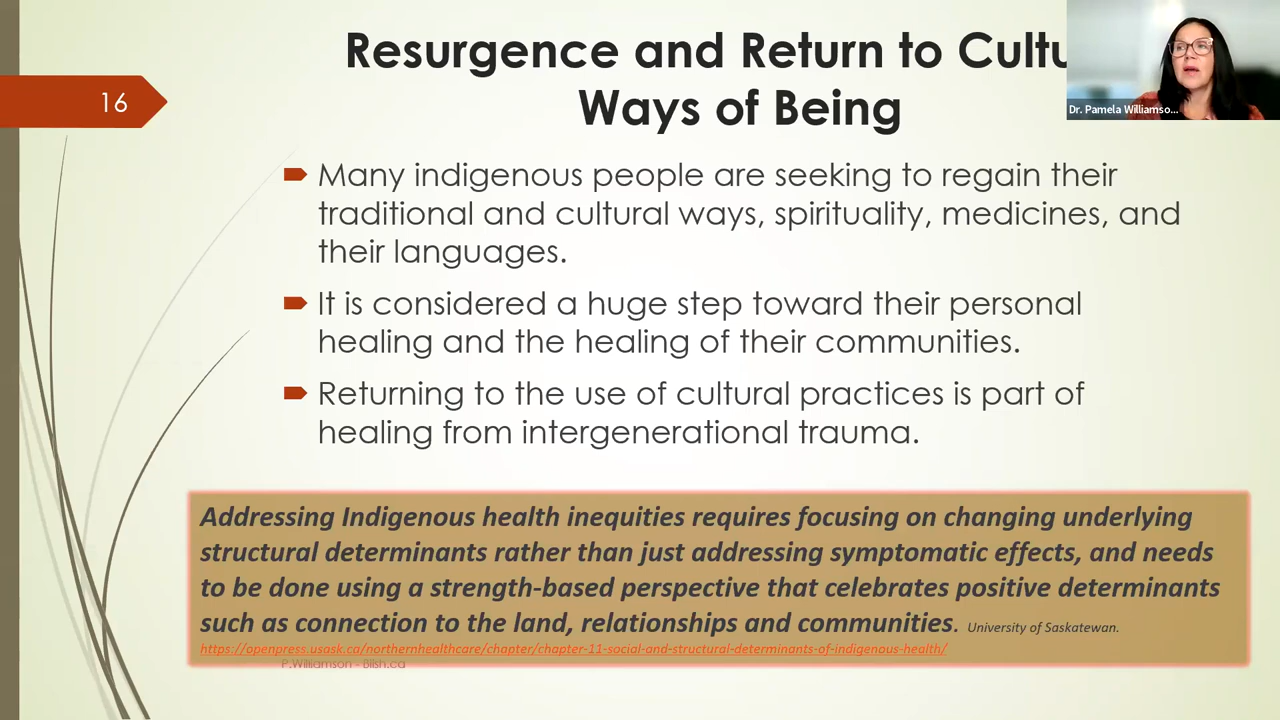 Resurgence and Return to Cultu
Ways of Being
16
Dr. Pamela Williamso...
Many indigenous people are seeking to regain their
traditional and cultural ways, spirituality, medicines, and
their languages.
It is considered a huge step toward their personal
healing and the healing of their communities.
Returning to the use of cultural practices is part of
healing from intergenerational trauma.
Addressing Indigenous health inequities requires focusing on changing underlying
structural determinants rather than just addressing symptomatic effects, and needs
to be done using a strength-based perspective that celebrates positive determinants
such as connection to the land, relationships and communities. University of Saskatewan.
https://openpress.usask.ca/northernhealthcare/chapter/chapter-11-social-and-structural-determinants-of-indigenous-health/
P.Williamson - Blish.ca